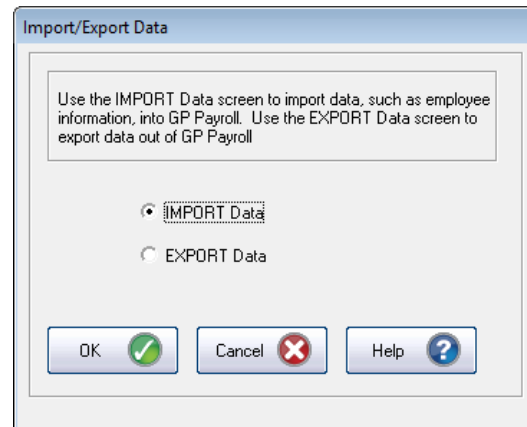 Import/Export Data
Use the IMPORT Data screen to import data, such as employee
information, into GP Payroll.  Use the EXPORT Data screen to
export data out of GP Payroll
IMPORT Data
EXPORT Data
OK Cancel Help